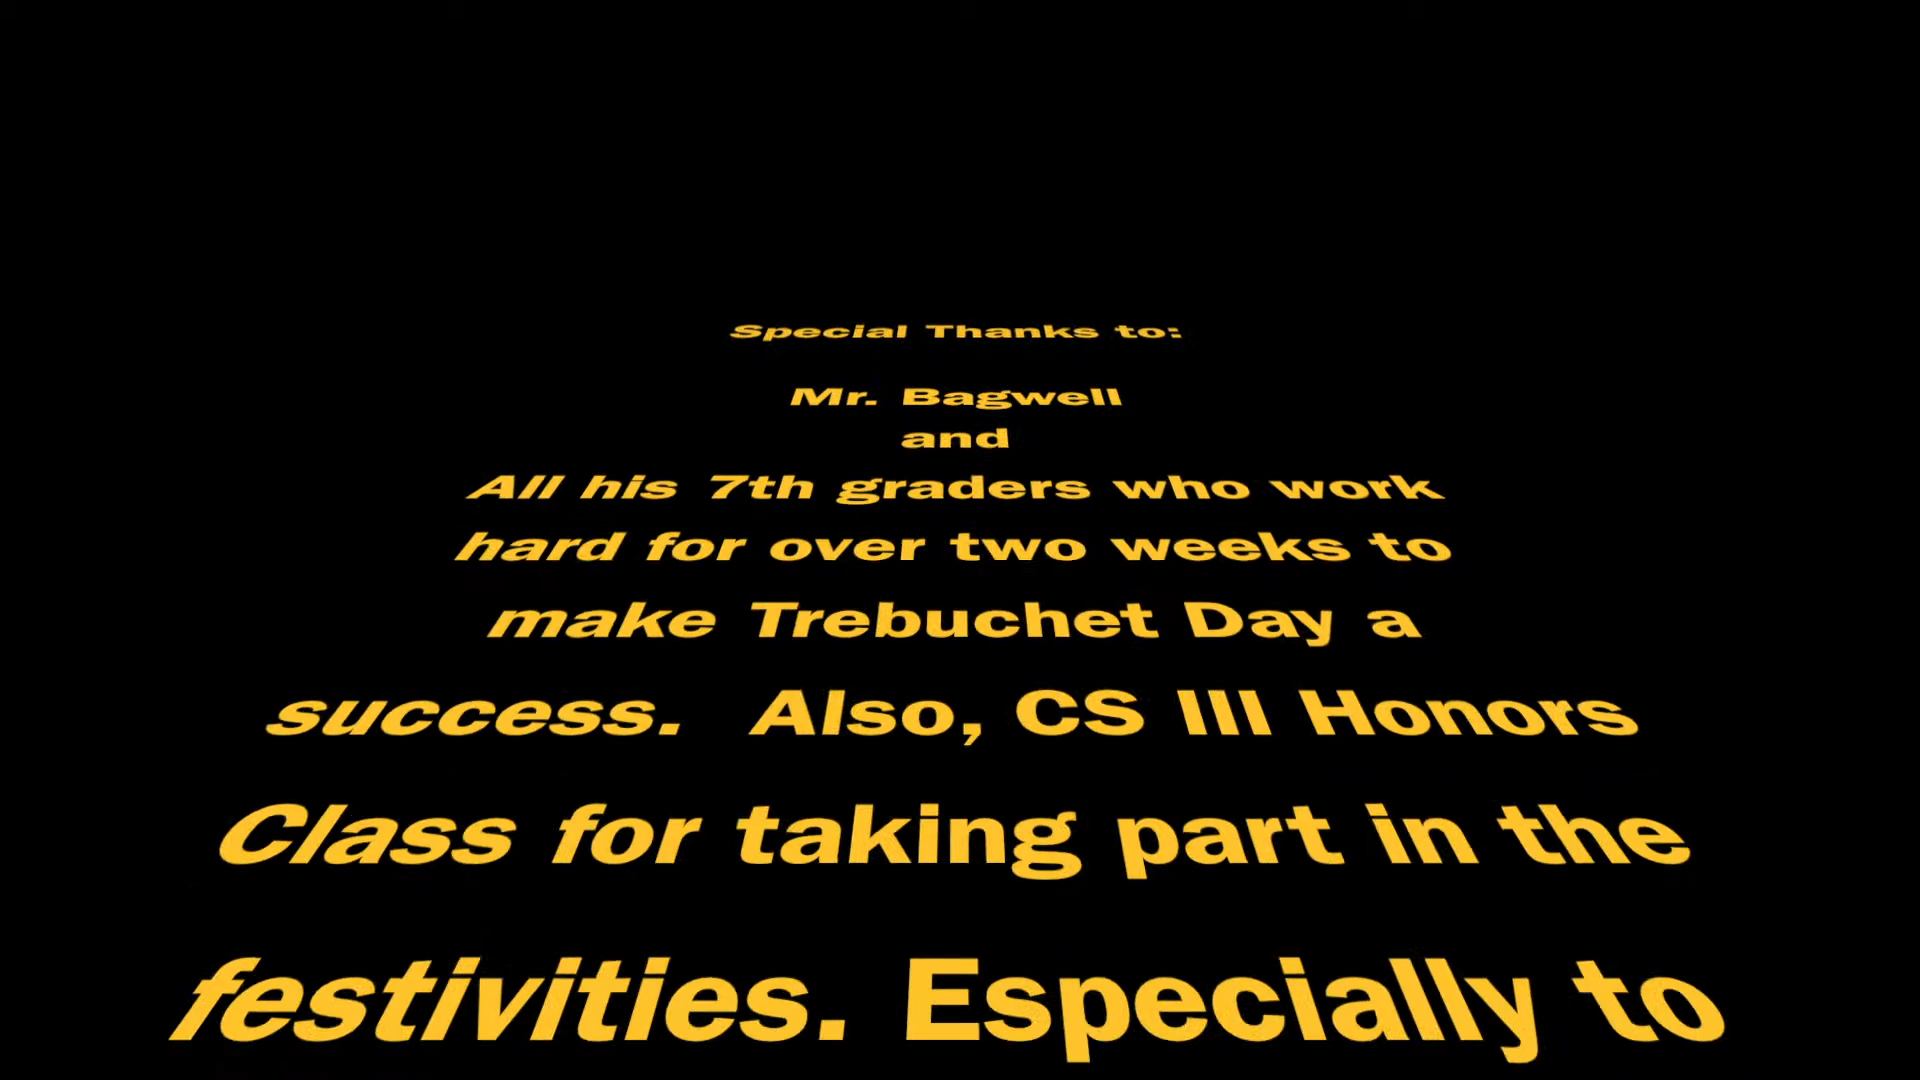 Special Thanks to:
Mr. Bagwell
and
All his 7th graders who work
hard for over two weeks to
make Trebuchet Day a
success.  Also, CS III Honors
Class for taking part in the
festivities. Especially to